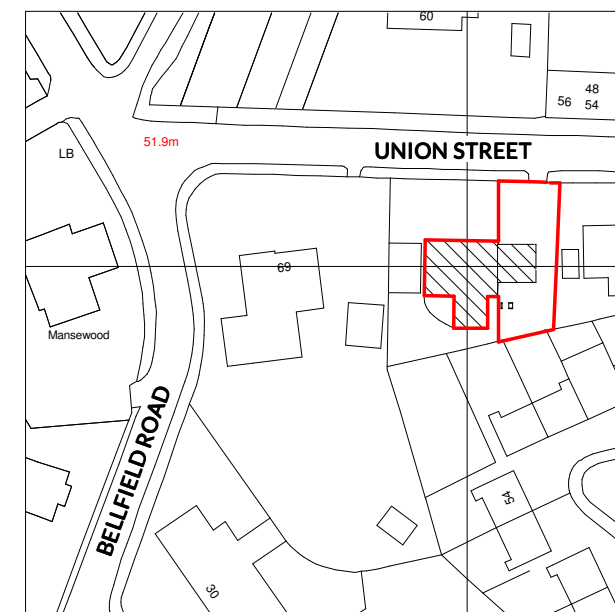 60
48
56 54
UNION STREET
51.9m
LB
69
Mansewood
BELLFIELD ROAD
54
30